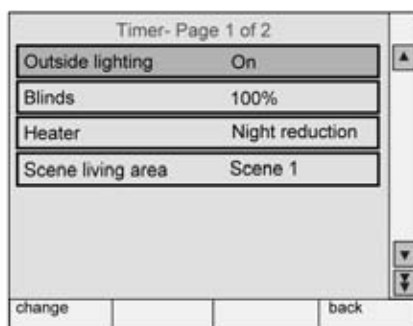 Timer- Page 1 of 2
Outside lighting On
Blinds 100%
Heater Night reduction
Scene living area Scene 1
change back